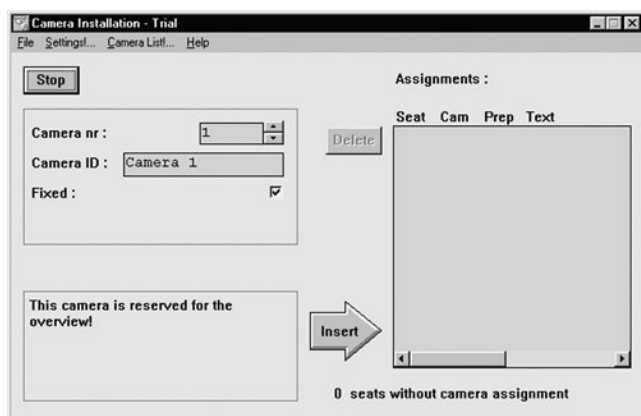 Camera Installation - Trial
File Settings!... Camera List!... Help
Stop
Camera nr :
1
Camera ID :
Camera 1
Fixed :
This camera is reserved for the
overview!
Assignments :
Seat Cam Prep Text
Delete
Insert
0 seats without camera assignment